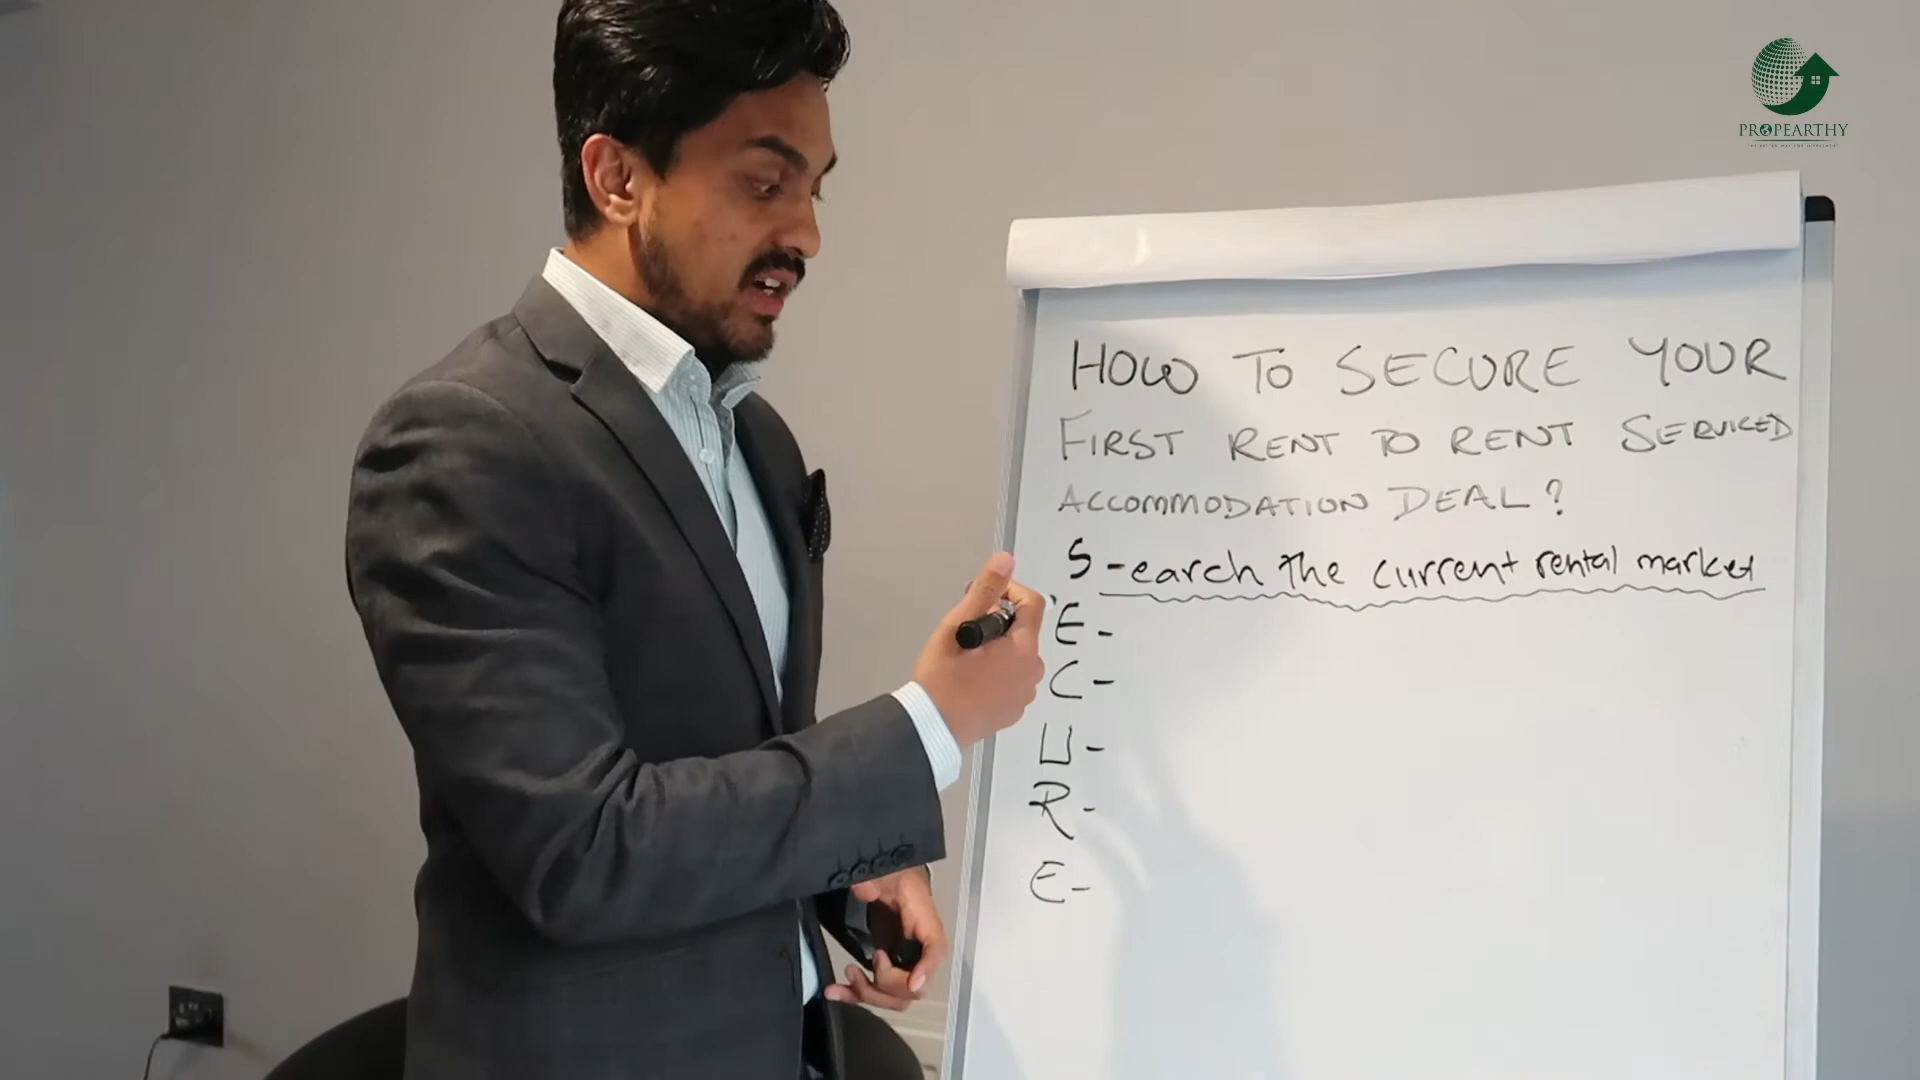 PROPEARTHY
HOW TO SECURE YOUR
FIRST RENT TO RENT SERVICED
ACCOMMODATION DEAL?
S-earch the current rental market
E-
C-
U-
R-
E-